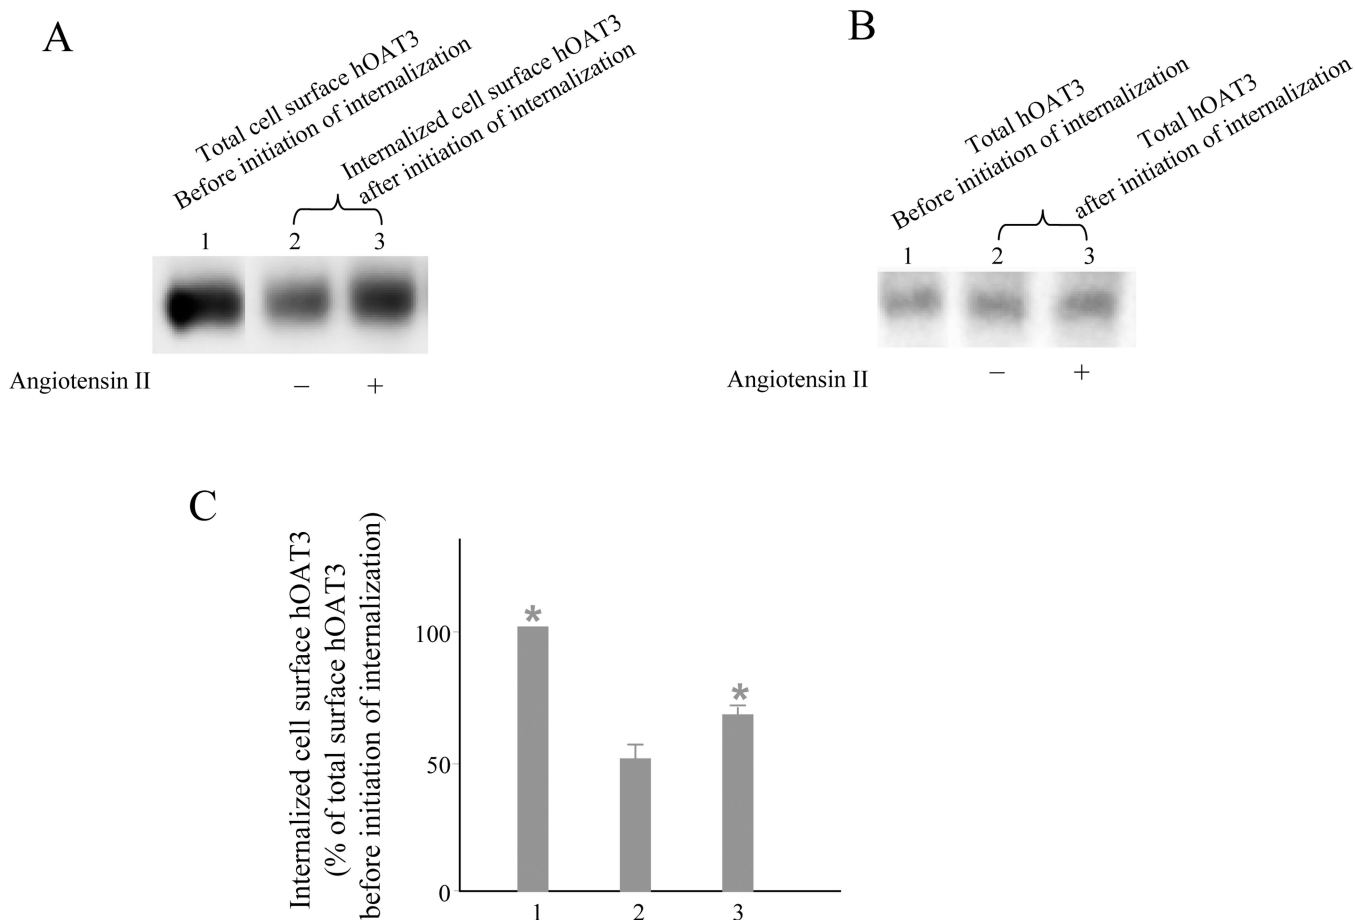 A
Total cell surface hOAT3
Before initiation of internalization
Internalized cell surface hOAT3
after initiation of internalization
1 2 3
Angiotensin II − +
B
Total hOAT3
Before initiation of internalization
Total hOAT3
after initiation of internalization
1 2 3
Angiotensin II − +
C
Internalized cell surface hOAT3
(% of total surface hOAT3
before initiation of internalization)
100
50
0
* *
1 2 3